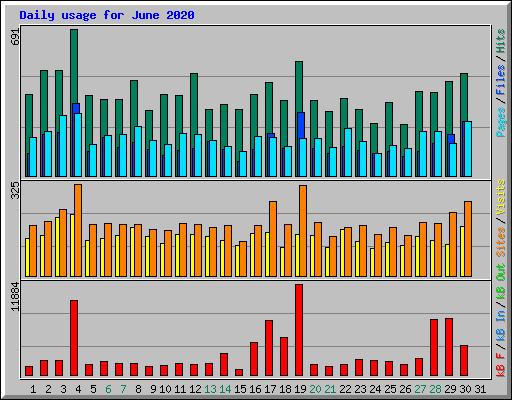 Daily usage for June 2020
691
Pages / Files / Hits
325
Sites / Visits
11884
kB F / kB In / kB Out
1 2 3 4 5 6 7 8 9 10 11 12 13 14 15 16 17 18 19 20 21 22 23 24 25 26 27 28 29 30 31